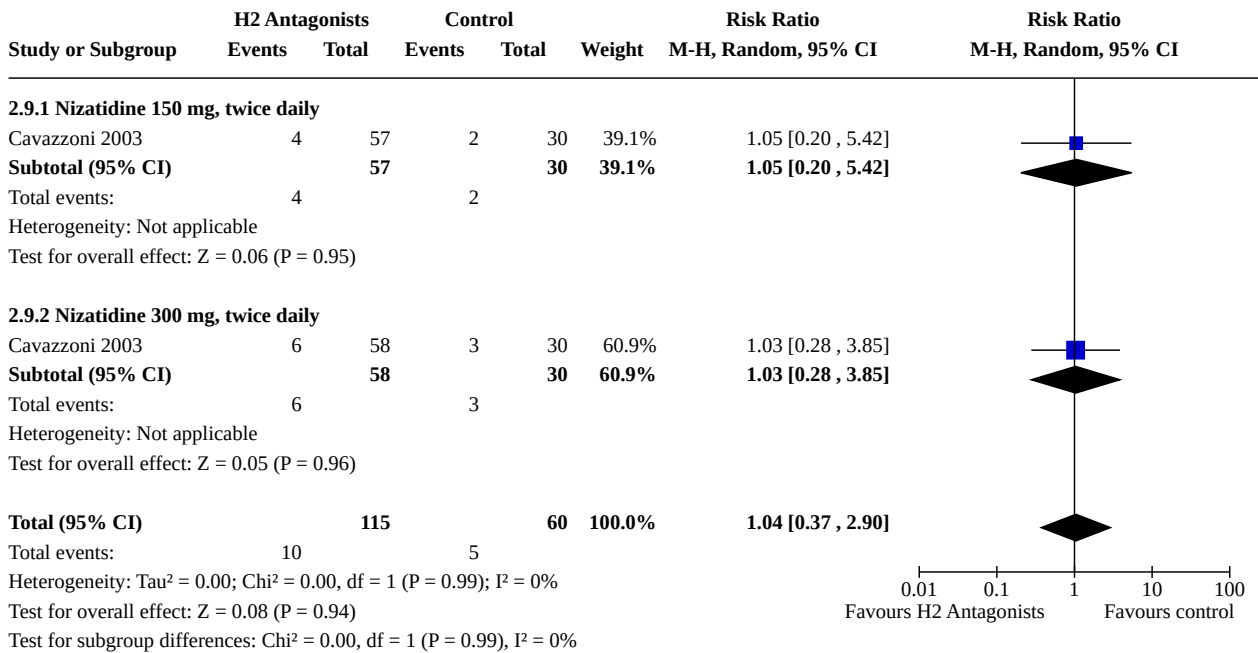 H2 Antagonists Control Risk Ratio Risk Ratio
Study or Subgroup Events Total Events Total Weight M-H, Random, 95% CI M-H, Random, 95% CI
2.9.1 Nizatidine 150 mg, twice daily
Cavazzoni 2003 4 57 2 30 39.1% 1.05 [0.20 , 5.42]
Subtotal (95% CI) 57 30 39.1% 1.05 [0.20 , 5.42]
Total events: 4 2
Heterogeneity: Not applicable
Test for overall effect: Z = 0.06 (P = 0.95)
2.9.2 Nizatidine 300 mg, twice daily
Cavazzoni 2003 6 58 3 30 60.9% 1.03 [0.28 , 3.85]
Subtotal (95% CI) 58 30 60.9% 1.03 [0.28 , 3.85]
Total events: 6 3
Heterogeneity: Not applicable
Test for overall effect: Z = 0.05 (P = 0.96)
Total (95% CI) 115 60 100.0% 1.04 [0.37 , 2.90]
Total events: 10 5
Heterogeneity: Tau² = 0.00; Chi² = 0.00, df = 1 (P = 0.99); I² = 0%
0.01 0.1 1 10 100
Test for overall effect: Z = 0.08 (P = 0.94) Favours H2 Antagonists Favours control
Test for subgroup differences: Chi² = 0.00, df = 1 (P = 0.99), I² = 0%